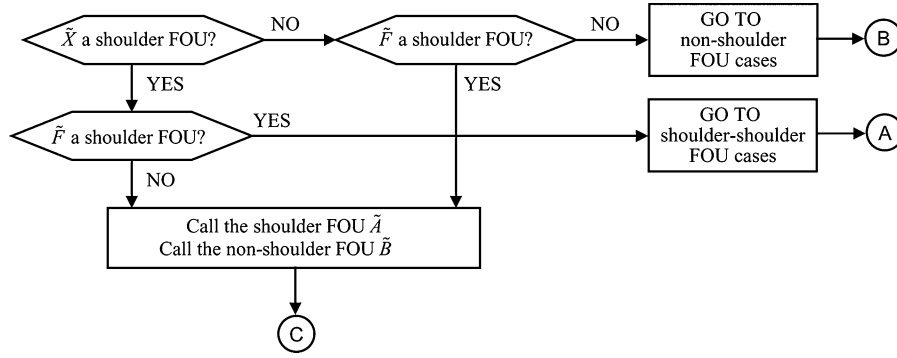 X̃ a shoulder FOU?
NO
F̃ a shoulder FOU?
NO
GO TO
non-shoulder
FOU cases
B
YES
YES
F̃ a shoulder FOU?
YES
GO TO
shoulder-shoulder
FOU cases
A
NO
Call the shoulder FOU Ã
Call the non-shoulder FOU B̃
C